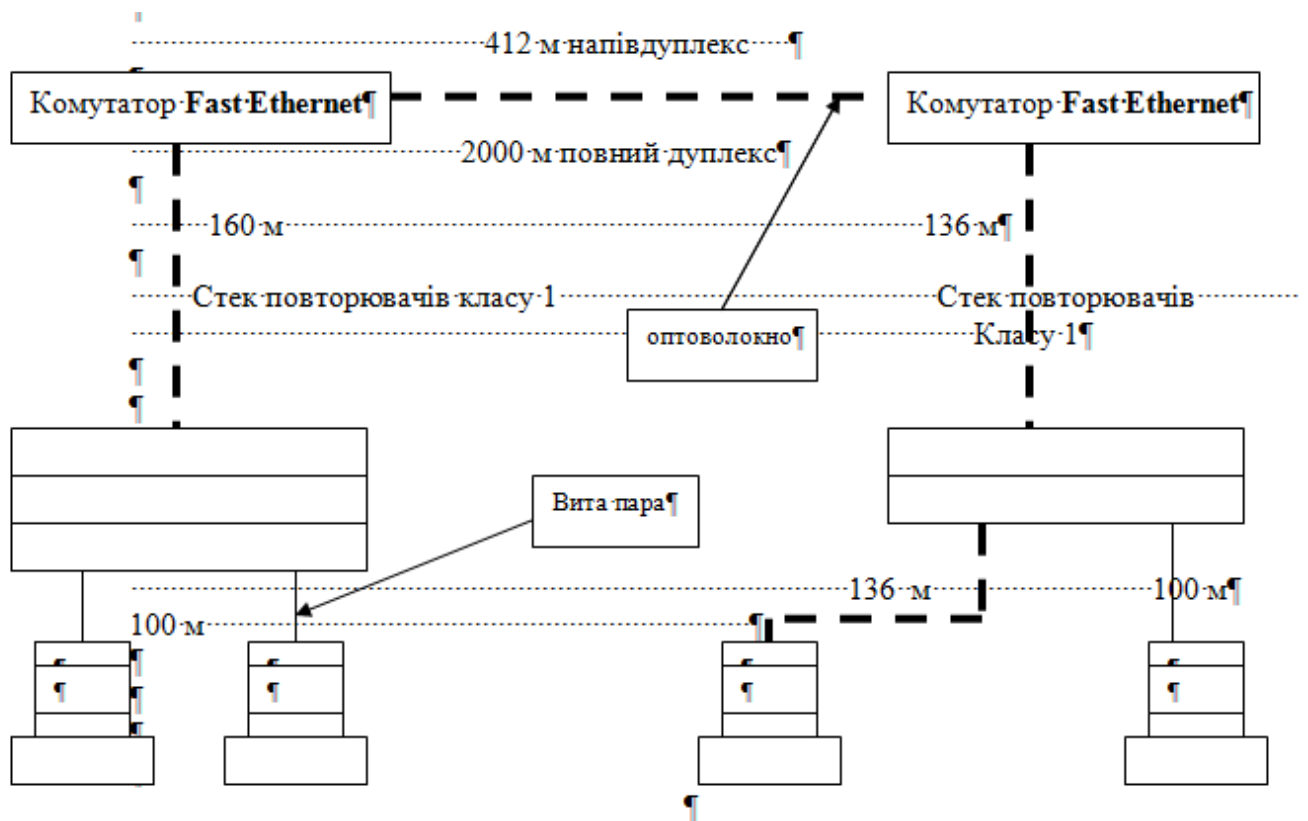 412 м напівдуплекс
Комутатор Fast Ethernet
Комутатор Fast Ethernet
2000 м повний дуплекс
160 м 136 м
Стек повторювачів класу 1 Стек повторювачів
Класу 1
оптоволокно
Вита пара
136 м 100 м
100 м